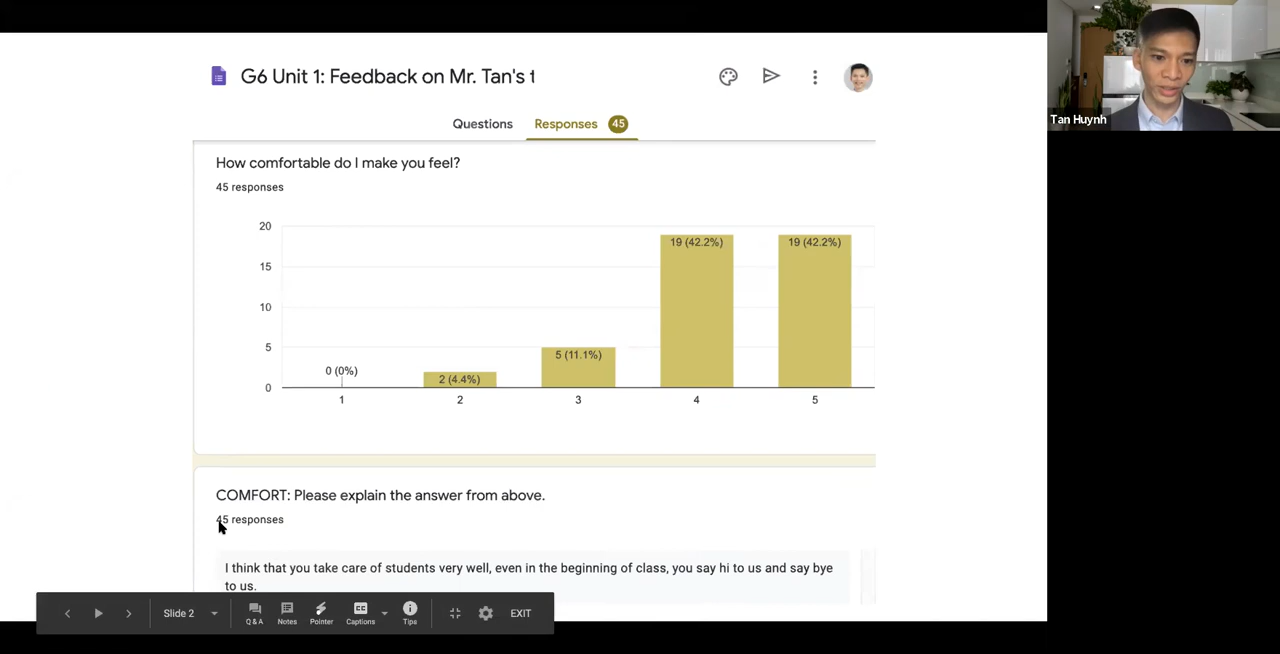 G6 Unit 1: Feedback on Mr. Tan's t
Tan Huynh
Questions
Responses 45
How comfortable do I make you feel?
45 responses
20
15
10
5
0
0 (0%)
2 (4.4%)
5 (11.1%)
19 (42.2%)
19 (42.2%)
1 2 3 4 5
COMFORT: Please explain the answer from above.
45 responses
I think that you take care of students very well, even in the beginning of class, you say hi to us and say bye
to us.
Slide 2
Q & A
Notes
Pointer
CC
Captions
Tips
EXIT